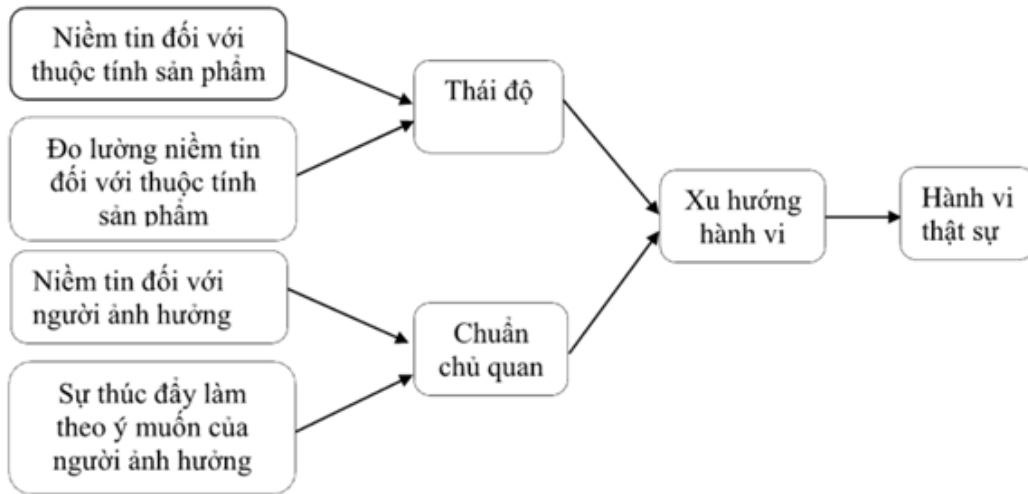 Niềm tin đối với
thuộc tính sản phẩm
Đo lường niềm tin
đối với thuộc tính
sản phẩm
Niềm tin đối với
người ảnh hưởng
Sự thúc đẩy làm
theo ý muốn của
người ảnh hưởng
Thái độ
Chuẩn
chủ quan
Xu hướng
hành vi
Hành vi
thật sự